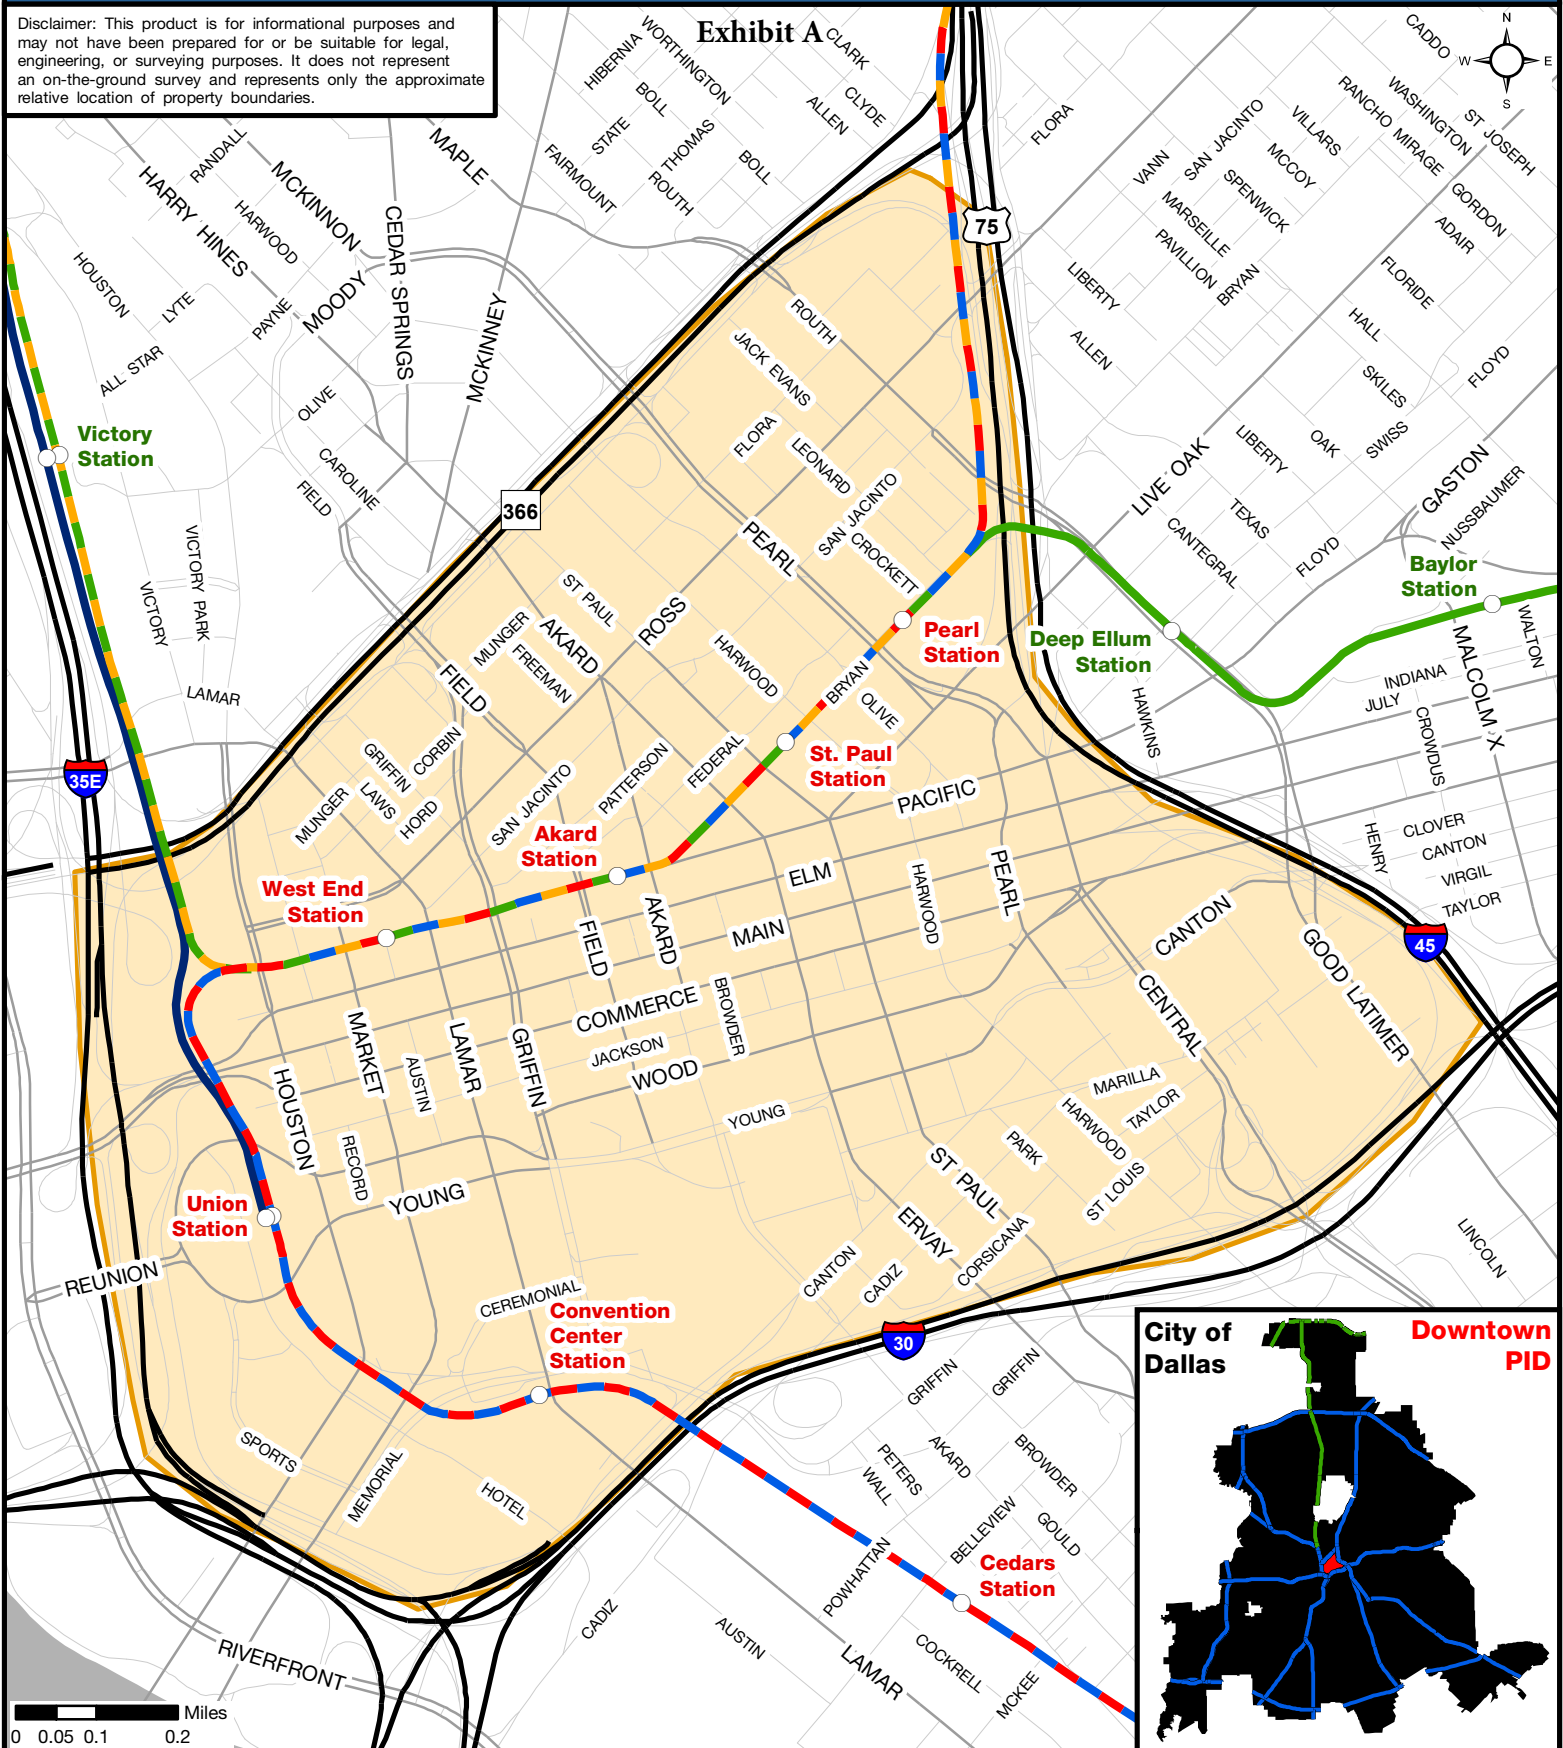 Disclaimer: This product is for informational purposes and
may not have been prepared for or be suitable for legal,
engineering, or surveying purposes. It does not represent
an on-the-ground survey and represents only the approximate
relative location of property boundaries.
Exhibit A
N
W
E
S
CADDO
CLARK
WORTHINGTON
HIBERNIA
BOLL
CLYDE
ALLEN
STATE
THOMAS
BOLL
FAIRMOUNT
ROUTH
FLORA
WASHINGTON
RANCHO MIRAGE
ST JOSEPH
SAN JACINTO
VILLARS
MCCOY
VANN
SPENWICK
GORDON
MARSEILLE
ADAIR
PAVILLION
BRYAN
FLORIDE
LIBERTY
HALL
ALLEN
FLOYD
SKILES
SWISS
OAK
LIBERTY
LIVE OAK
GASTON
NUSSBAUMER
TEXAS
CANTEGRAL
FLOYD
RANDALL
MAPLE
MCKINNON
HARRY HINES
HARWOOD
CEDAR SPRINGS
HOUSTON
LYTE
PAYNE
MOODY
MCKINNEY
ALL STAR
OLIVE
CAROLINE
FIELD
75
366
Victory
Station
VICTORY PARK
VICTORY
LAMAR
35E
ROUTH
JACK EVANS
FLORA
LEONARD
SAN JACINTO
PEARL
CROCKETT
ST PAUL
ROSS
MUNGER
AKARD
FREEMAN
HARWOOD
FIELD
BRYAN
OLIVE
Pearl
Station
Deep Ellum
Station
Baylor
Station
WALTON
MALCOLM X
INDIANA
JULY
CROWDUS
HAWKINS
GRIFFIN
CORBIN
LAWS
MUNGER
HORD
SAN JACINTO
PATTERSON
FEDERAL
St. Paul
Station
PACIFIC
Akard
Station
West End
Station
ELM
HARWOOD
PEARL
HENRY
CLOVER
CANTON
VIRGIL
TAYLOR
45
FIELD
AKARD
MAIN
CANTON
GOOD LATIMER
CENTRAL
COMMERCE
BROWDER
JACKSON
WOOD
MARKET
LAMAR
GRIFFIN
AUSTIN
HOUSTON
RECORD
YOUNG
YOUNG
MARILLA
TAYLOR
HARWOOD
PARK
ST LOUIS
ST PAUL
ERVAY
CORSICANA
CANTON
CADIZ
Union
Station
REUNION
CEREMONIAL
Convention
Center
Station
30
LINCOLN
SPORTS
MEMORIAL
HOTEL
GRIFFIN
GRIFFIN
AKARD
PETERS
WALL
BROWDER
BELLEVIEW
GOULD
POWHATTAN
Cedars
Station
CADIZ
AUSTIN
LAMAR
COCKRELL
MCKEE
RIVERFRONT
Miles
0 0.05 0.1 0.2
City of
Dallas
Downtown
PID